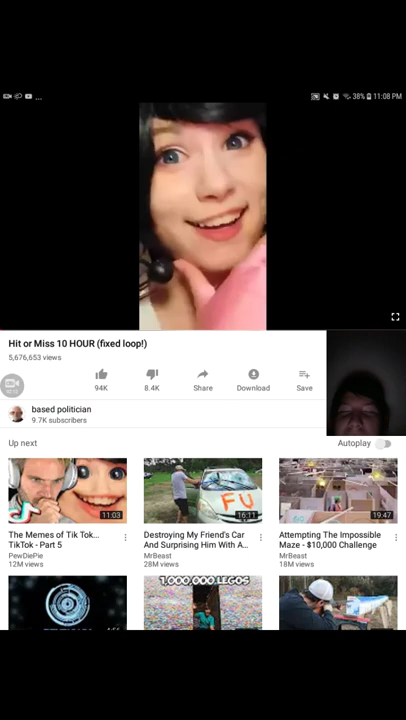 ... 38% 11:08 PM
Hit or Miss 10 HOUR (fixed loop!)
5,676,653 views
94K 8.4K Share Download Save
based politician
9.7K subscribers
Up next Autoplay
11:03
FU
16:11
19:47
The Memes of Tik Tok...
TikTok - Part 5
PewDiePie
12M views
Destroying My Friend's Car
And Surprising Him With A...
MrBeast
28M views
Attempting The Impossible
Maze - $10,000 Challenge
MrBeast
18M views
1,000,000 LEGOS